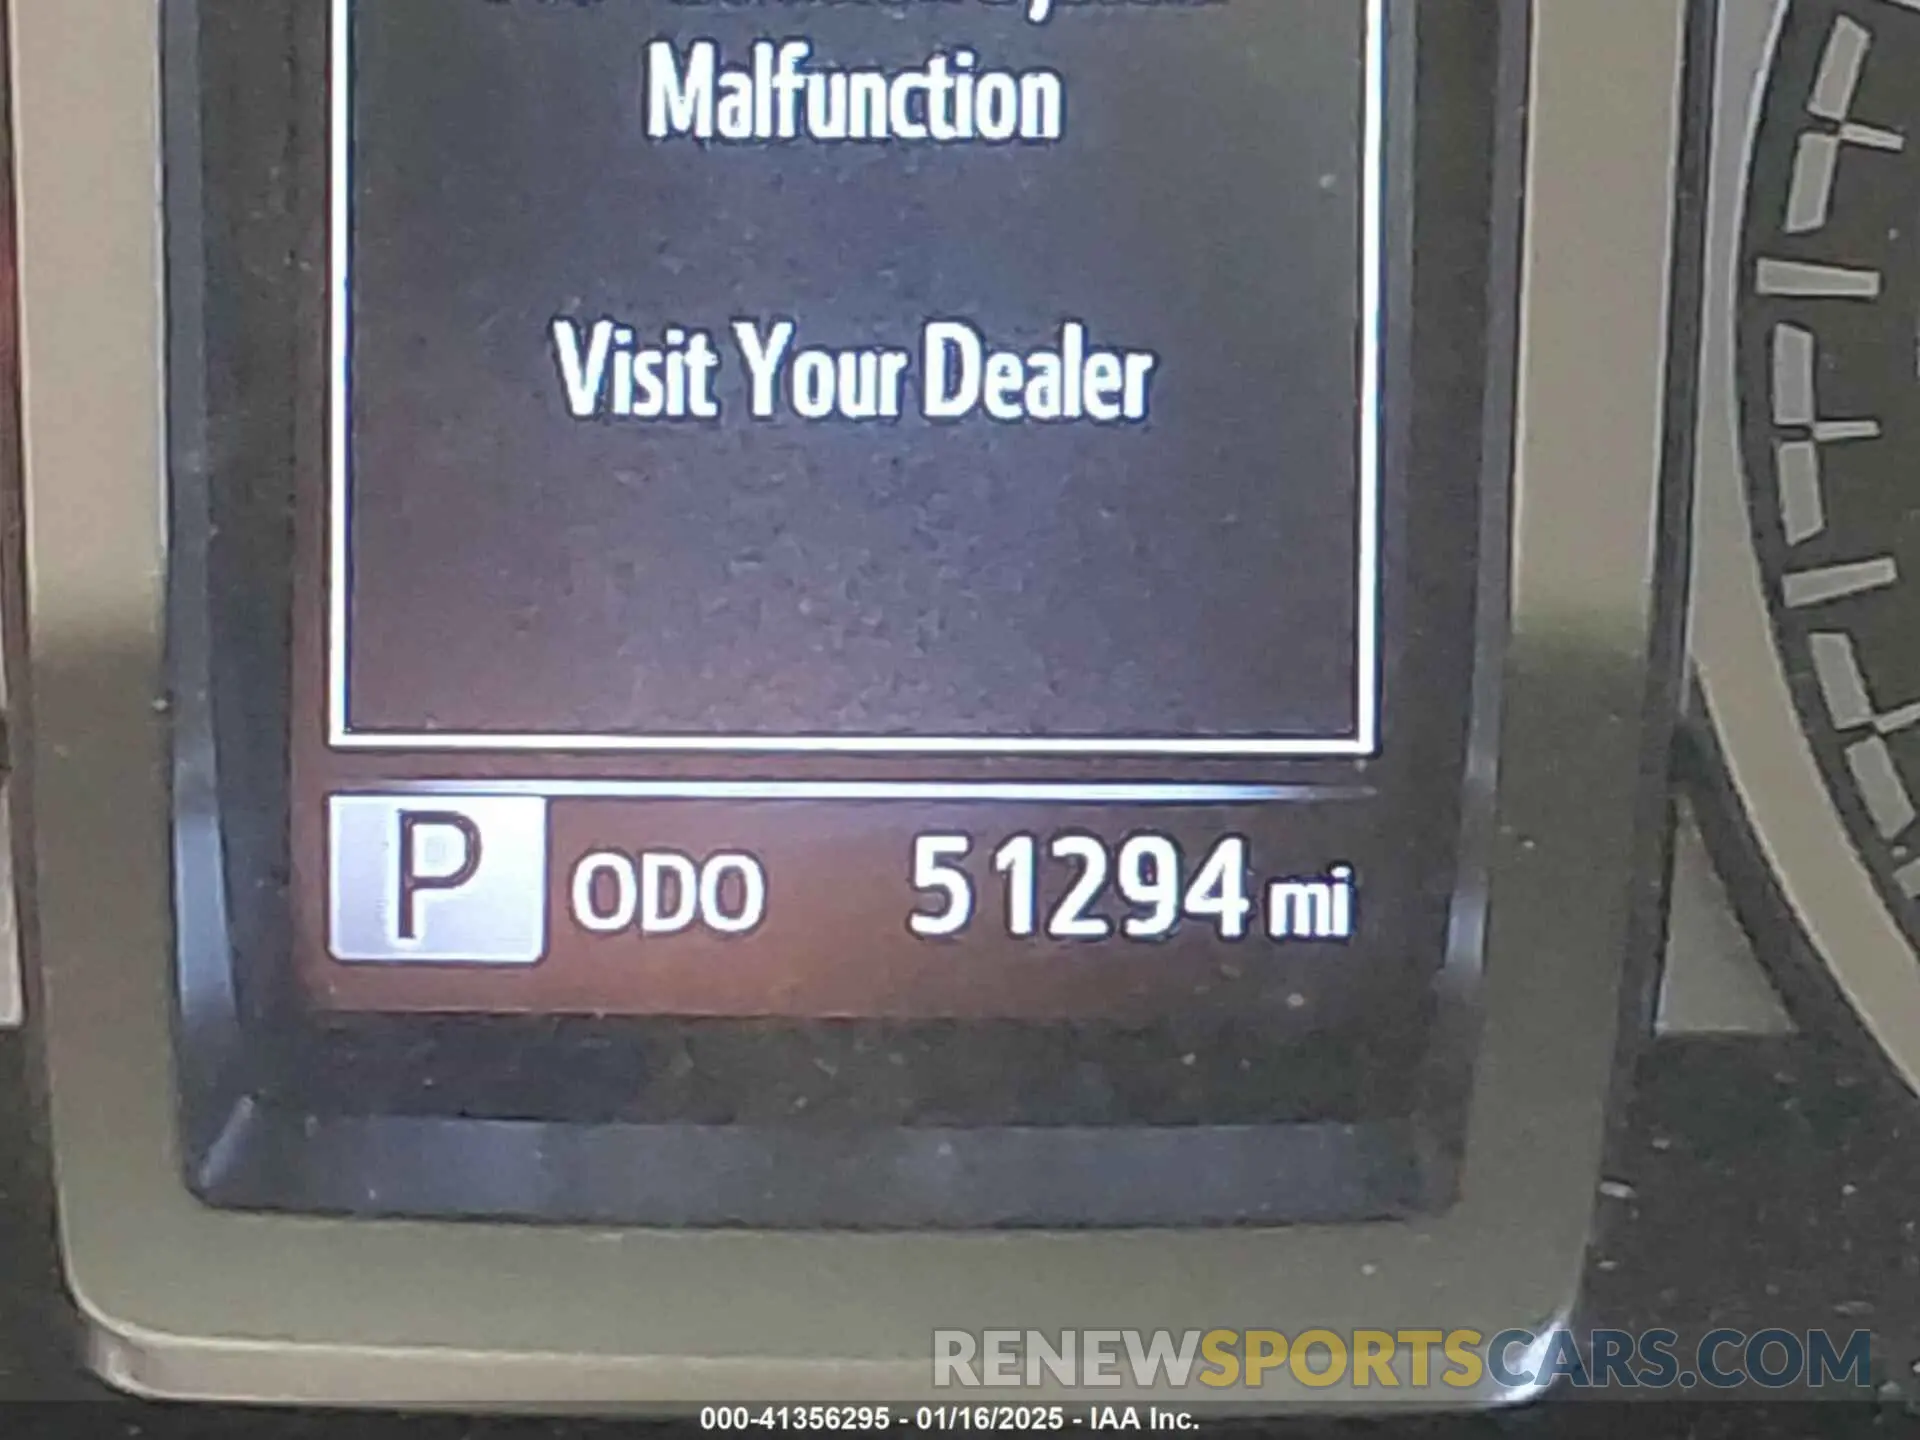 Malfunction
Visit Your Dealer
P ODO 51294 mi
RENEWSPORTSCARS.COM
000-41356295 - 01/16/2025 - IAA Inc.